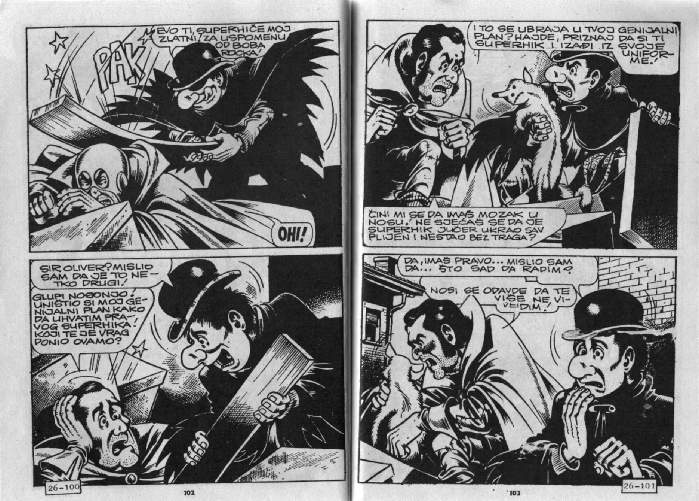 EVO TI, SUPERHIČE MOJ
ZLATNI! ZA USPOMENU
OD BOBA
ROCKA!
PAK!
OH!
SIR OLIVER? MISLIO
SAM DA JE TO NE-
TKO DRUGI!
GLUPI NOSONJO!
UNIŠTIO SI MOJ GE-
NIJALNI PLAN KAKO
DA UHVATIM PRA-
VOG SUPERHIKA!
KOJI TE JE VRAG
DONIO OVAMO?
26-100
102
I TO SE UBRAJA U TVOJ GENIJALNI
PLAN? HAJDE, PRIZNAJ DA SI TI
SUPERHIK I IZAĐI IZ SVOJE
UNIFOR-
ME!
ČINI MI SE DA IMAŠ MOZAK U
NOSU! NE SJEĆAŠ SE DA JE
SUPERHIK JUČER UKRAO SAV
PLIJEN I NESTAO BEZ TRAGA?
DA, IMAŠ PRAVO... MISLIO SAM
DA... ŠTO SAD DA RADIM?
NOSI SE ODAVDE DA TE
VIŠE NE VI-
DIM!
26-101
103